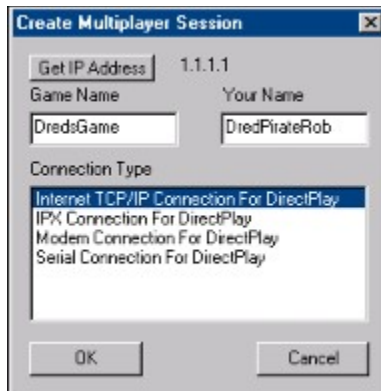 Create Multiplayer Session
Get IP Address 1.1.1.1
Game Name Your Name
DredsGame DredPirateRob
Connection Type
Internet TCP/IP Connection For DirectPlay
IPX Connection For DirectPlay
Modem Connection For DirectPlay
Serial Connection For DirectPlay
OK Cancel